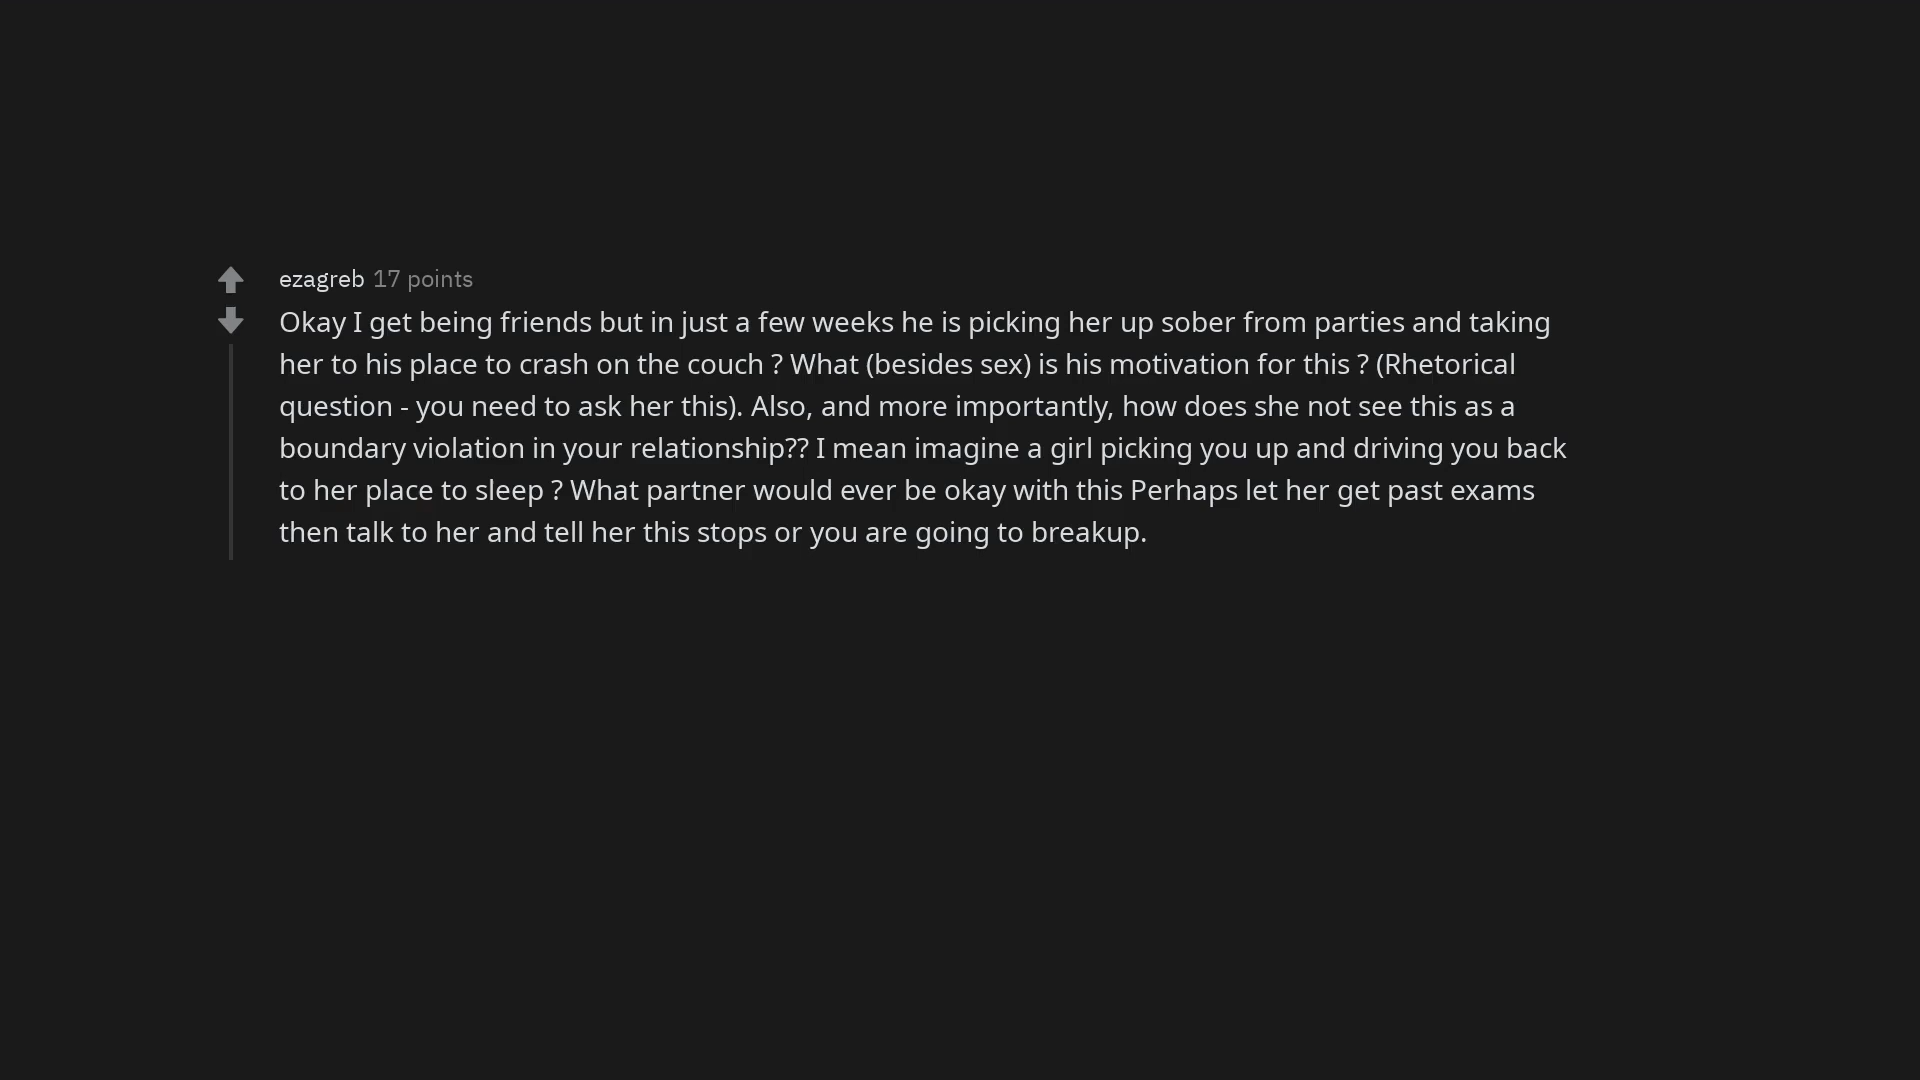 ezagreb 17 points
Okay I get being friends but in just a few weeks he is picking her up sober from parties and taking
her to his place to crash on the couch ? What (besides sex) is his motivation for this ? (Rhetorical
question - you need to ask her this). Also, and more importantly, how does she not see this as a
boundary violation in your relationship?? I mean imagine a girl picking you up and driving you back
to her place to sleep ? What partner would ever be okay with this Perhaps let her get past exams
then talk to her and tell her this stops or you are going to breakup.